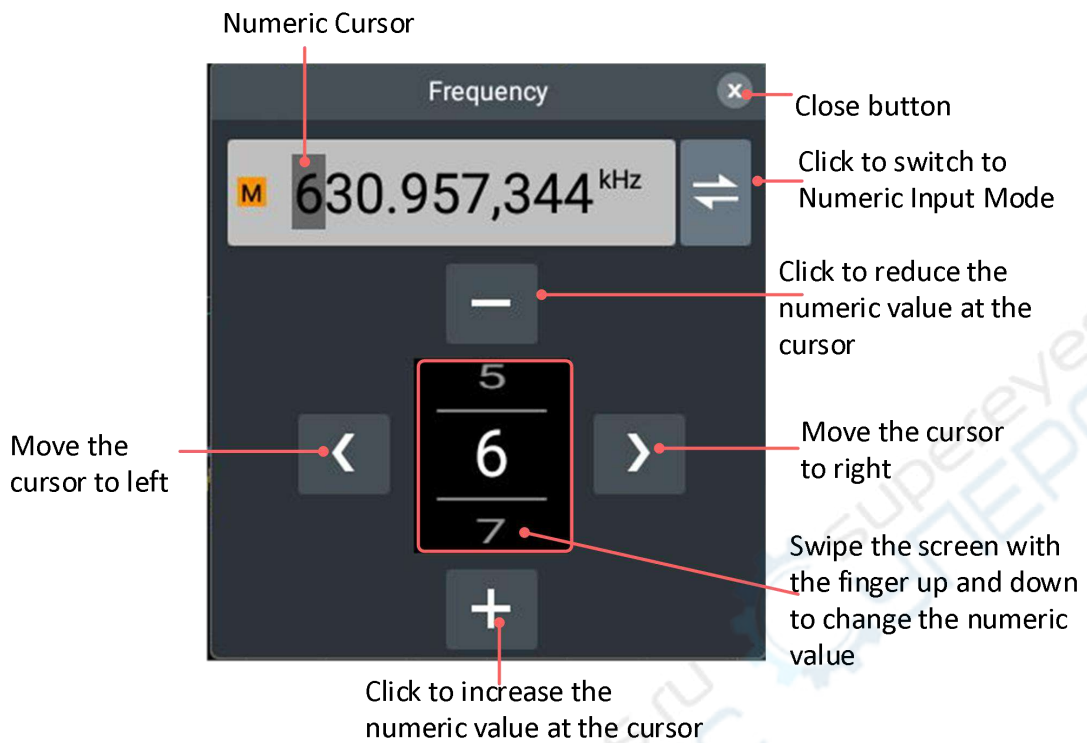 Numeric Cursor
Frequency
x
Close button
M 630.957,344 kHz
Click to switch to
Numeric Input Mode
Click to reduce the
numeric value at the
cursor
5
6
7
Move the
cursor to left
Move the cursor
to right
Swipe the screen with
the finger up and down
to change the numeric
value
Click to increase the
numeric value at the cursor